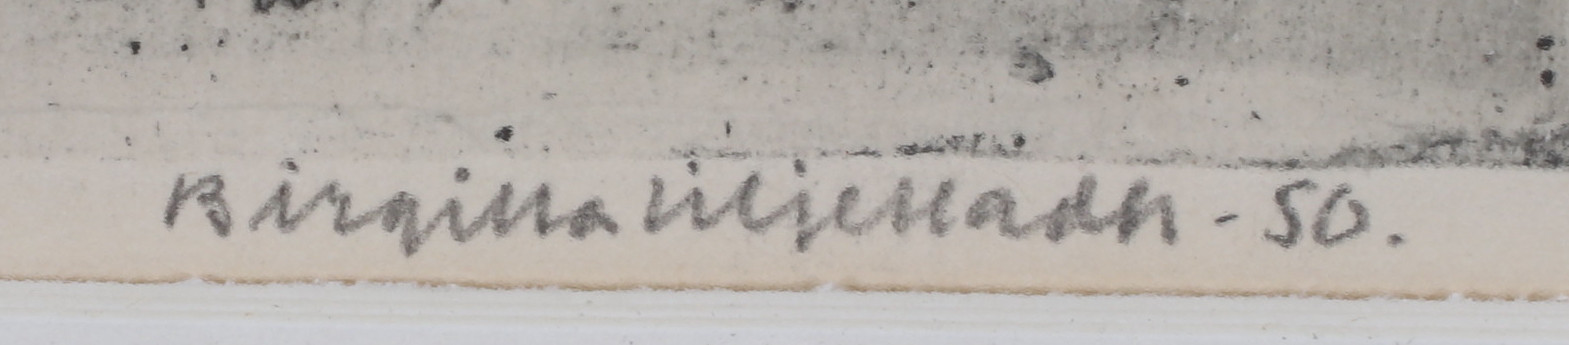 Birgitta Liljebladh - 50.